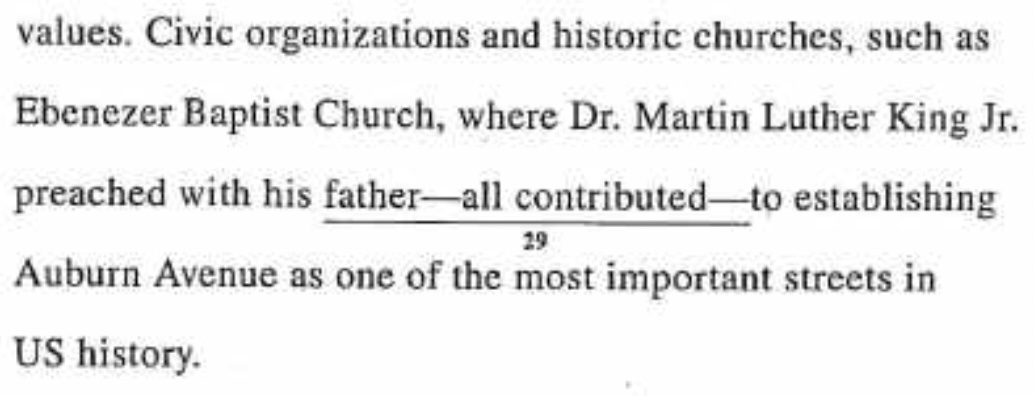 values. Civic organizations and historic churches, such as
Ebenezer Baptist Church, where Dr. Martin Luther King Jr.
preached with his father—all contributed—to establishing
29
Auburn Avenue as one of the most important streets in
US history.